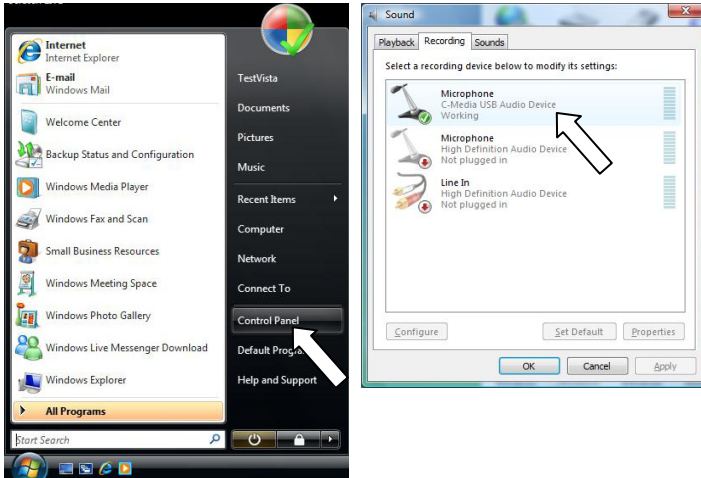 Internet
Internet Explorer
E-mail
Windows Mail
Welcome Center
Backup Status and Configuration
Windows Media Player
Windows Fax and Scan
Small Business Resources
Windows Meeting Space
Windows Photo Gallery
Windows Live Messenger Download
Windows Explorer
All Programs
Start Search
TestVista
Documents
Pictures
Music
Recent Items
Computer
Network
Connect To
Control Panel
Default
Help and Support
Sound
Playback Recording Sounds
Select a recording device below to modify its settings:
Microphone
C-Media USB Audio Device
Working
Microphone
High Definition Audio Device
Not plugged in
Line In
High Definition Audio Device
Not plugged in
Configure Set Default Properties
OK Cancel Apply